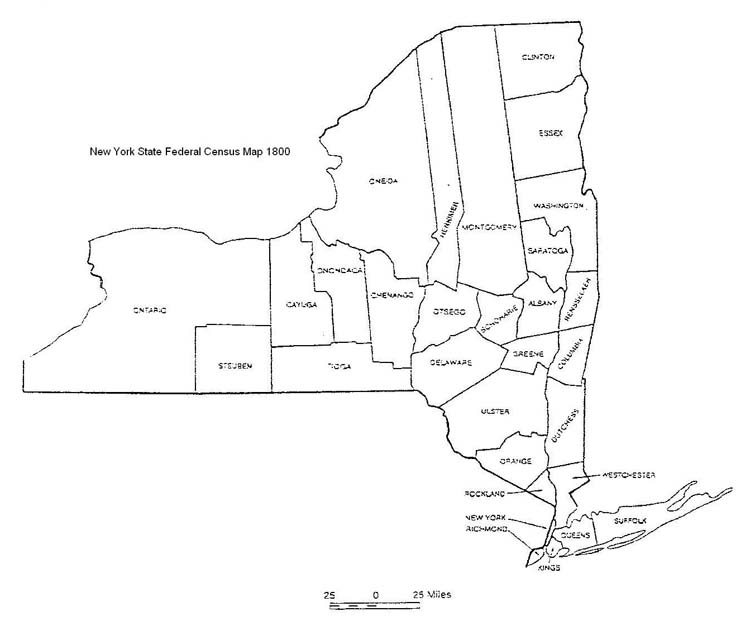 CLINTON
ESSEX
New York State Federal Census Map 1800
ONEIDA
WASHINGTON
HERKIMER
MONTGOMERY
SARATOGA
ONONDAGA
CHENANGO
RENSSELAER
ONTARIO
CAYUGA
OTSEGO
SCHOHARIE
ALBANY
STEUBEN
TIOGA
DELAWARE
GREENE
COLUMBIA
ULSTER
DUTCHESS
ORANGE
WESTCHESTER
ROCKLAND
NEW YORK
RICHMOND
SUFFOLK
QUEENS
KINGS
25 0 25 Miles